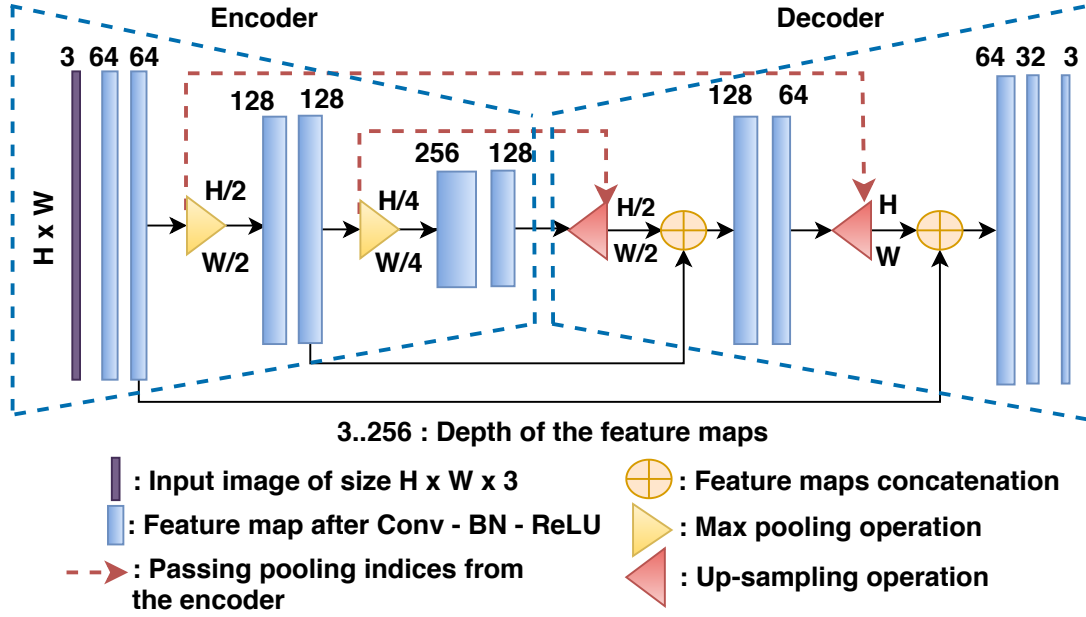 Encoder
Decoder
3 64 64
128 128
256 128
128 64
64 32 3
H x W
H/2
W/2
H/4
W/4
H/2
W/2
H
W
3..256 : Depth of the feature maps
: Input image of size H x W x 3
: Feature map after Conv - BN - ReLU
: Passing pooling indices from
the encoder
: Feature maps concatenation
: Max pooling operation
: Up-sampling operation